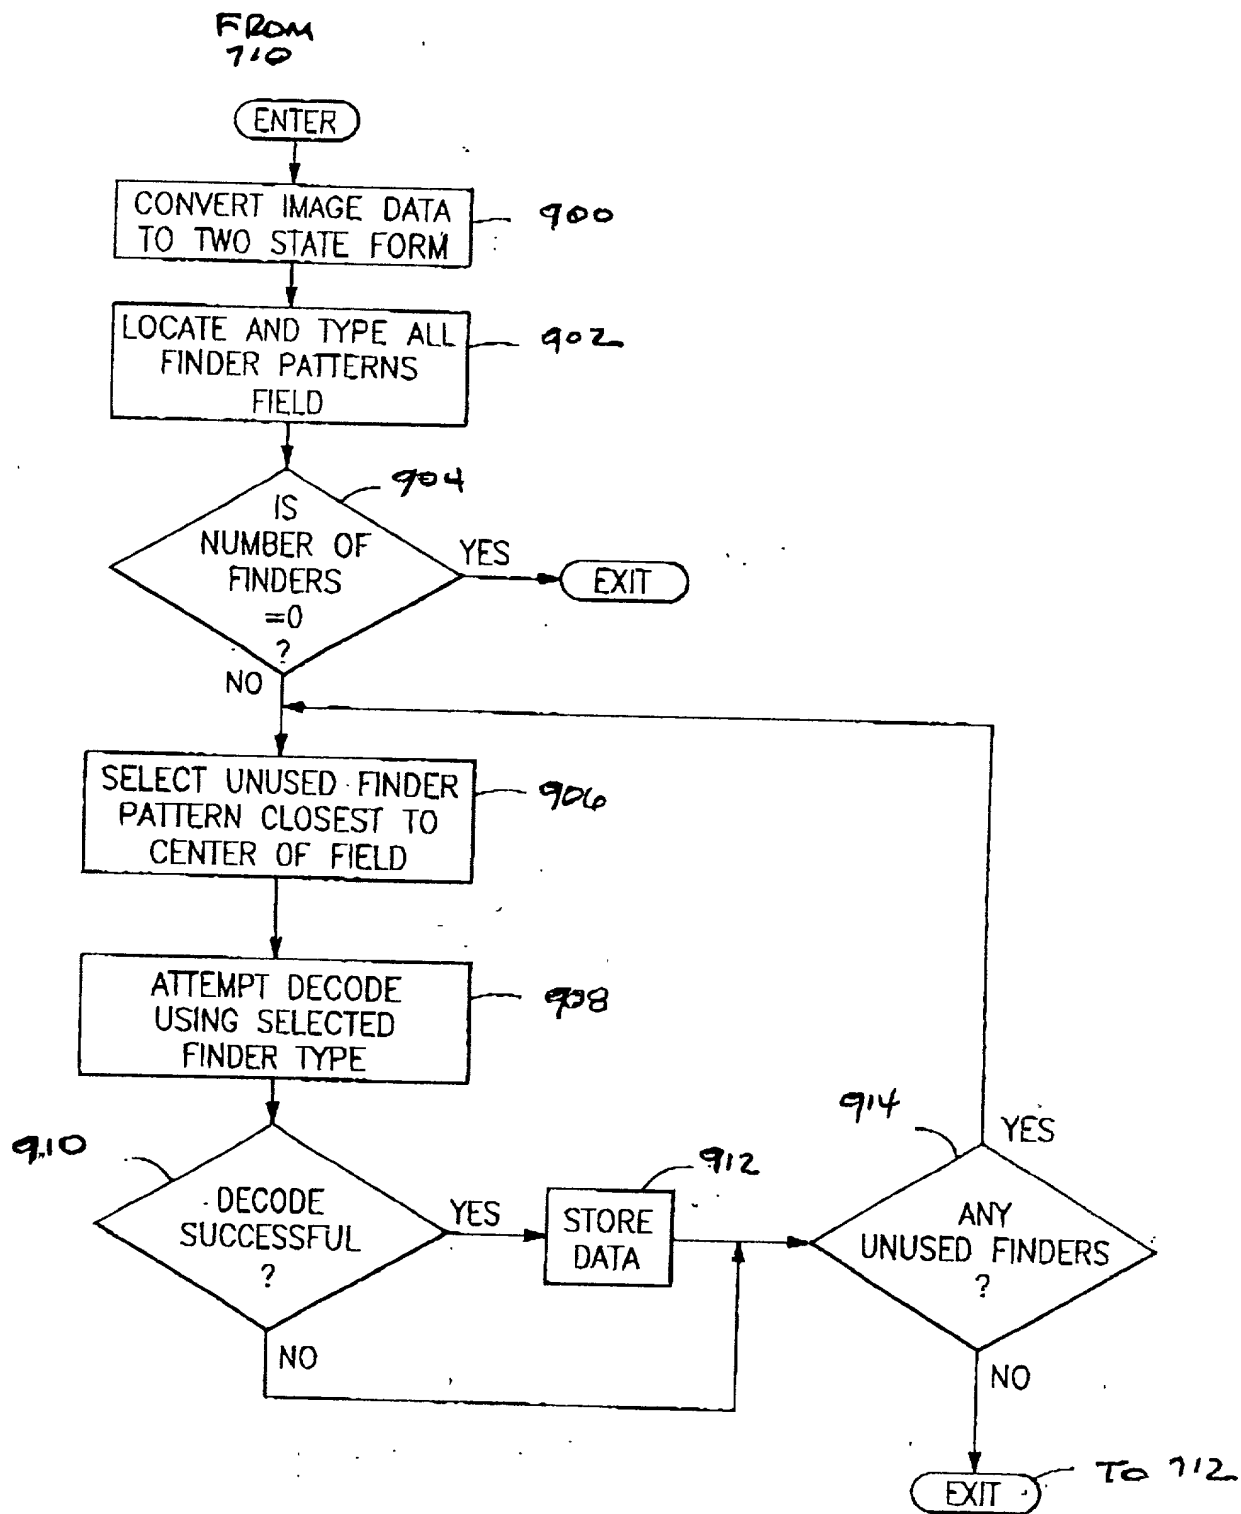 FROM
710
ENTER
CONVERT IMAGE DATA
TO TWO STATE FORM
900
LOCATE AND TYPE ALL
FINDER PATTERNS
FIELD
902
904
IS
NUMBER OF
FINDERS
=0
?
YES
EXIT
NO
SELECT UNUSED FINDER
PATTERN CLOSEST TO
CENTER OF FIELD
906
ATTEMPT DECODE
USING SELECTED
FINDER TYPE
908
910
DECODE
SUCCESSFUL
?
YES
912
STORE
DATA
914
YES
ANY
UNUSED FINDERS
?
NO
NO
EXIT
TO 712